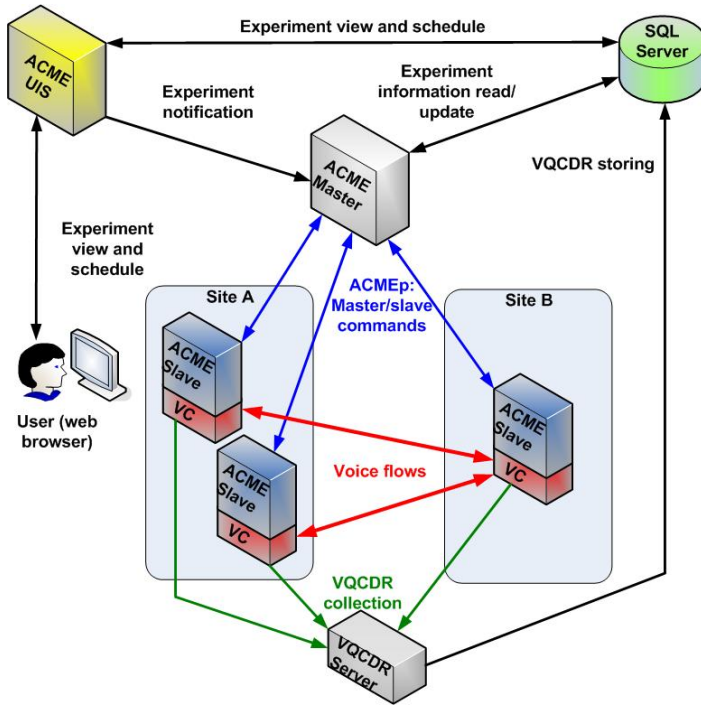 Experiment view and schedule
SQL
Server
ACME
UIS
Experiment
notification
Experiment
information read/
update
ACME
Master
VQCDR storing
Experiment
view and
schedule
ACMEp:
Master/slave
commands
Site A
Site B
ACME
Slave
VC
ACME
Slave
VC
User (web
browser)
ACME
Slave
VC
Voice flows
VQCDR
collection
VQCDR
Server